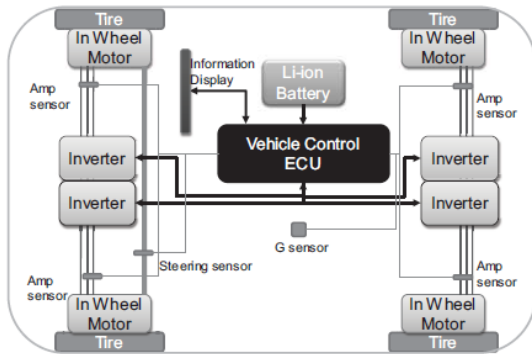 Tire
Tire
In Wheel
Motor
In Wheel
Motor
Information
Display
Li-ion
Battery
Amp
sensor
Amp
sensor
Vehicle Control
ECU
Inverter
Inverter
Inverter
Inverter
G sensor
Steering sensor
Amp
sensor
Amp
sensor
In Wheel
Motor
In Wheel
Motor
Tire
Tire